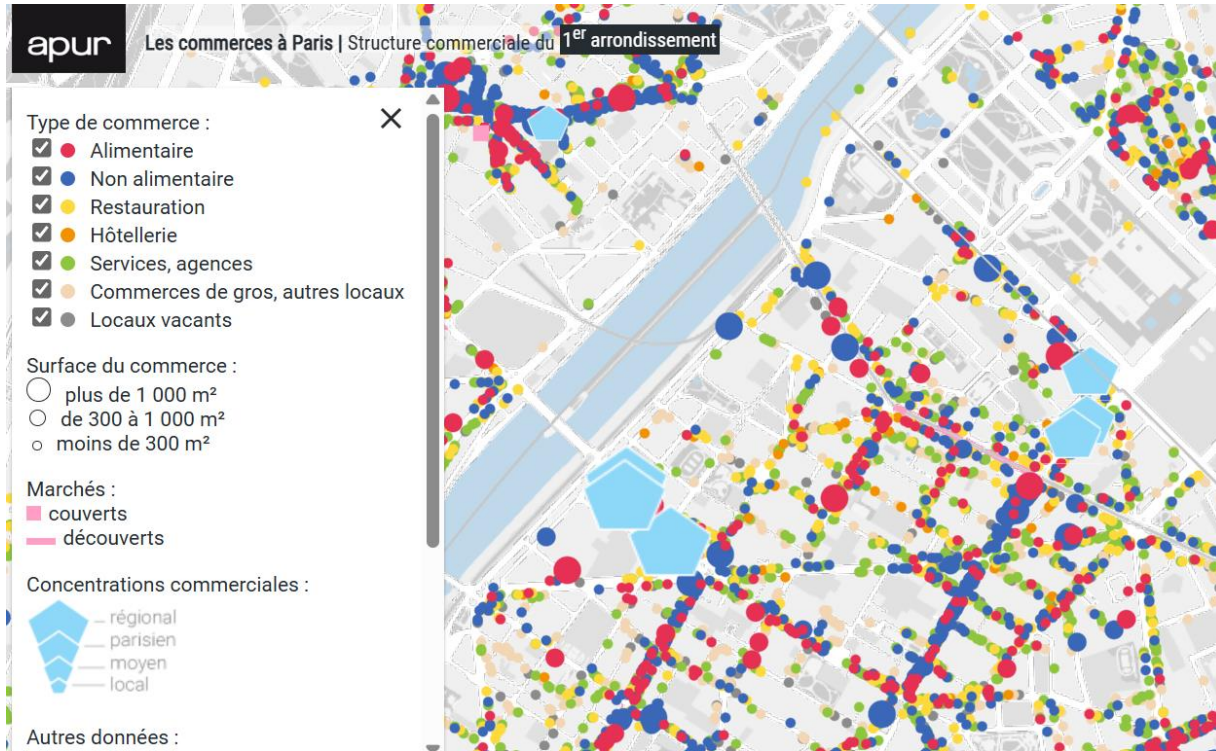 apur
Les commerces à Paris | Structure commerciale du 1er arrondissement
Type de commerce :
Alimentaire
Non alimentaire
Restauration
Hôtellerie
Services, agences
Commerces de gros, autres locaux
Locaux vacants
Surface du commerce :
plus de 1 000 m²
de 300 à 1 000 m²
moins de 300 m²
Marchés :
couverts
découverts
Concentrations commerciales :
régional
parisien
moyen
local
Autres données :